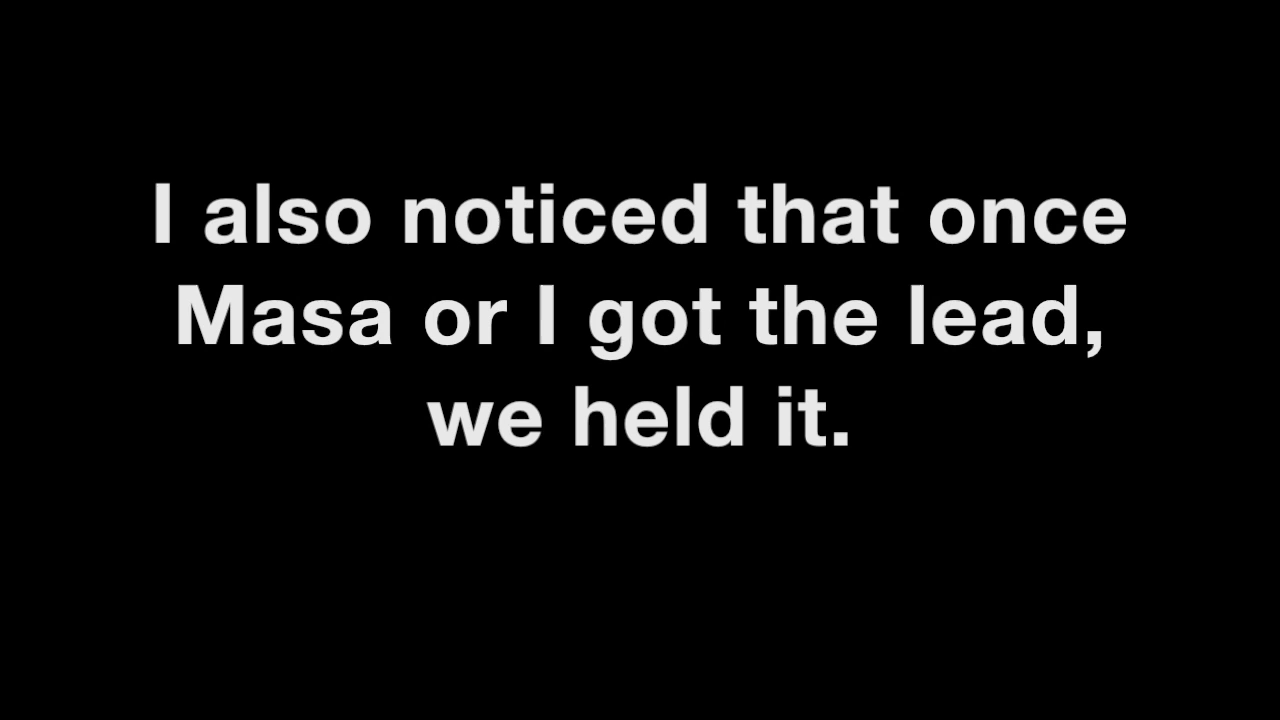 I also noticed that once
Masa or I got the lead,
we held it.